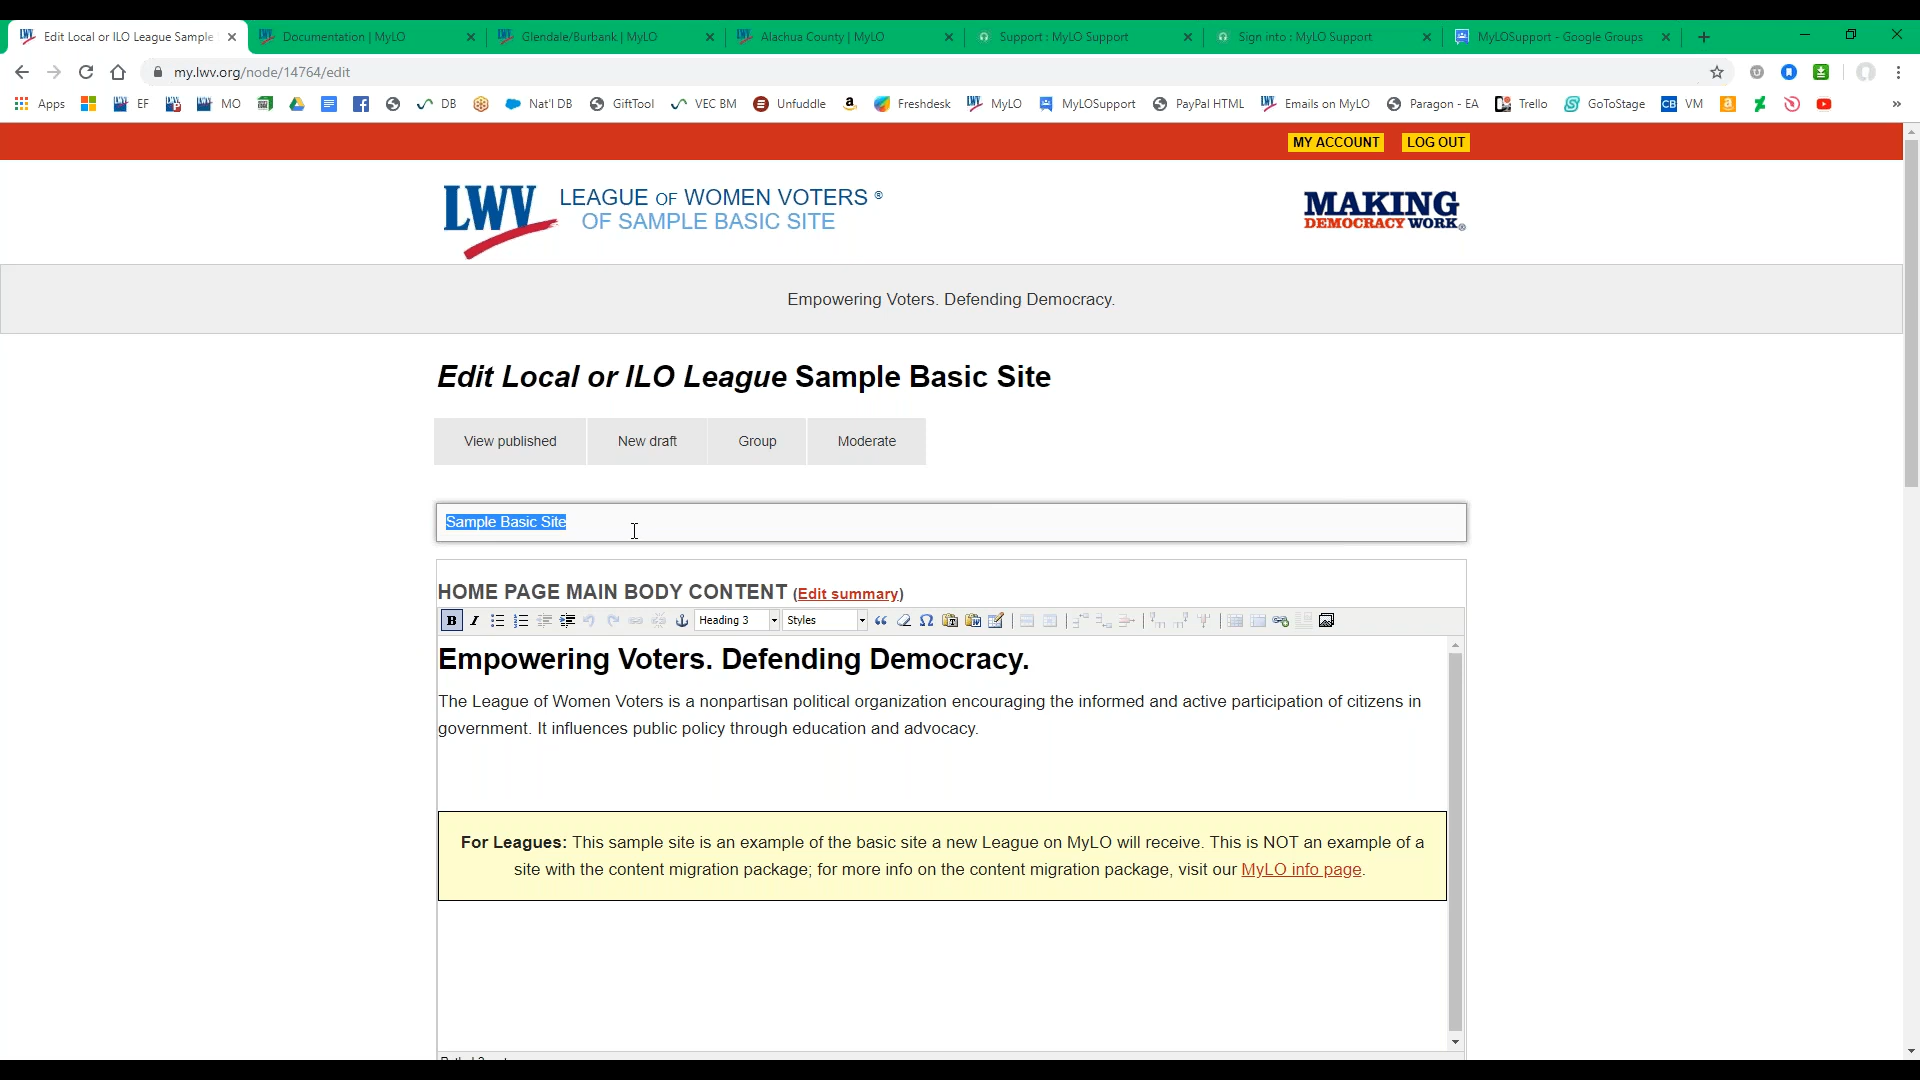 Edit Local or ILO League Sample
Documentation | MyLO
Glendale/Burbank | MyLO
Alachua County | MyLO
Support : MyLO Support
Sign into : MyLO Support
MyLOSupport - Google Groups
my.lwv.org/node/14764/edit
Apps
EF
MO
DB
Nat'l DB
GiftTool
VEC BM
Unfuddle
Freshdesk
MyLO
MyLOSupport
PayPal HTML
Emails on MyLO
Paragon - EA
Trello
GoToStage
CB VM
MY ACCOUNT LOG OUT
LWV LEAGUE OF WOMEN VOTERS ®
OF SAMPLE BASIC SITE
MAKING
DEMOCRACY WORK®
Empowering Voters. Defending Democracy.
Edit Local or ILO League Sample Basic Site
View published
New draft
Group
Moderate
Sample Basic Site
HOME PAGE MAIN BODY CONTENT (Edit summary)
B I Heading 3 Styles
Empowering Voters. Defending Democracy.
The League of Women Voters is a nonpartisan political organization encouraging the informed and active participation of citizens in
government. It influences public policy through education and advocacy.
For Leagues: This sample site is an example of the basic site a new League on MyLO will receive. This is NOT an example of a
site with the content migration package; for more info on the content migration package, visit our MyLO info page.